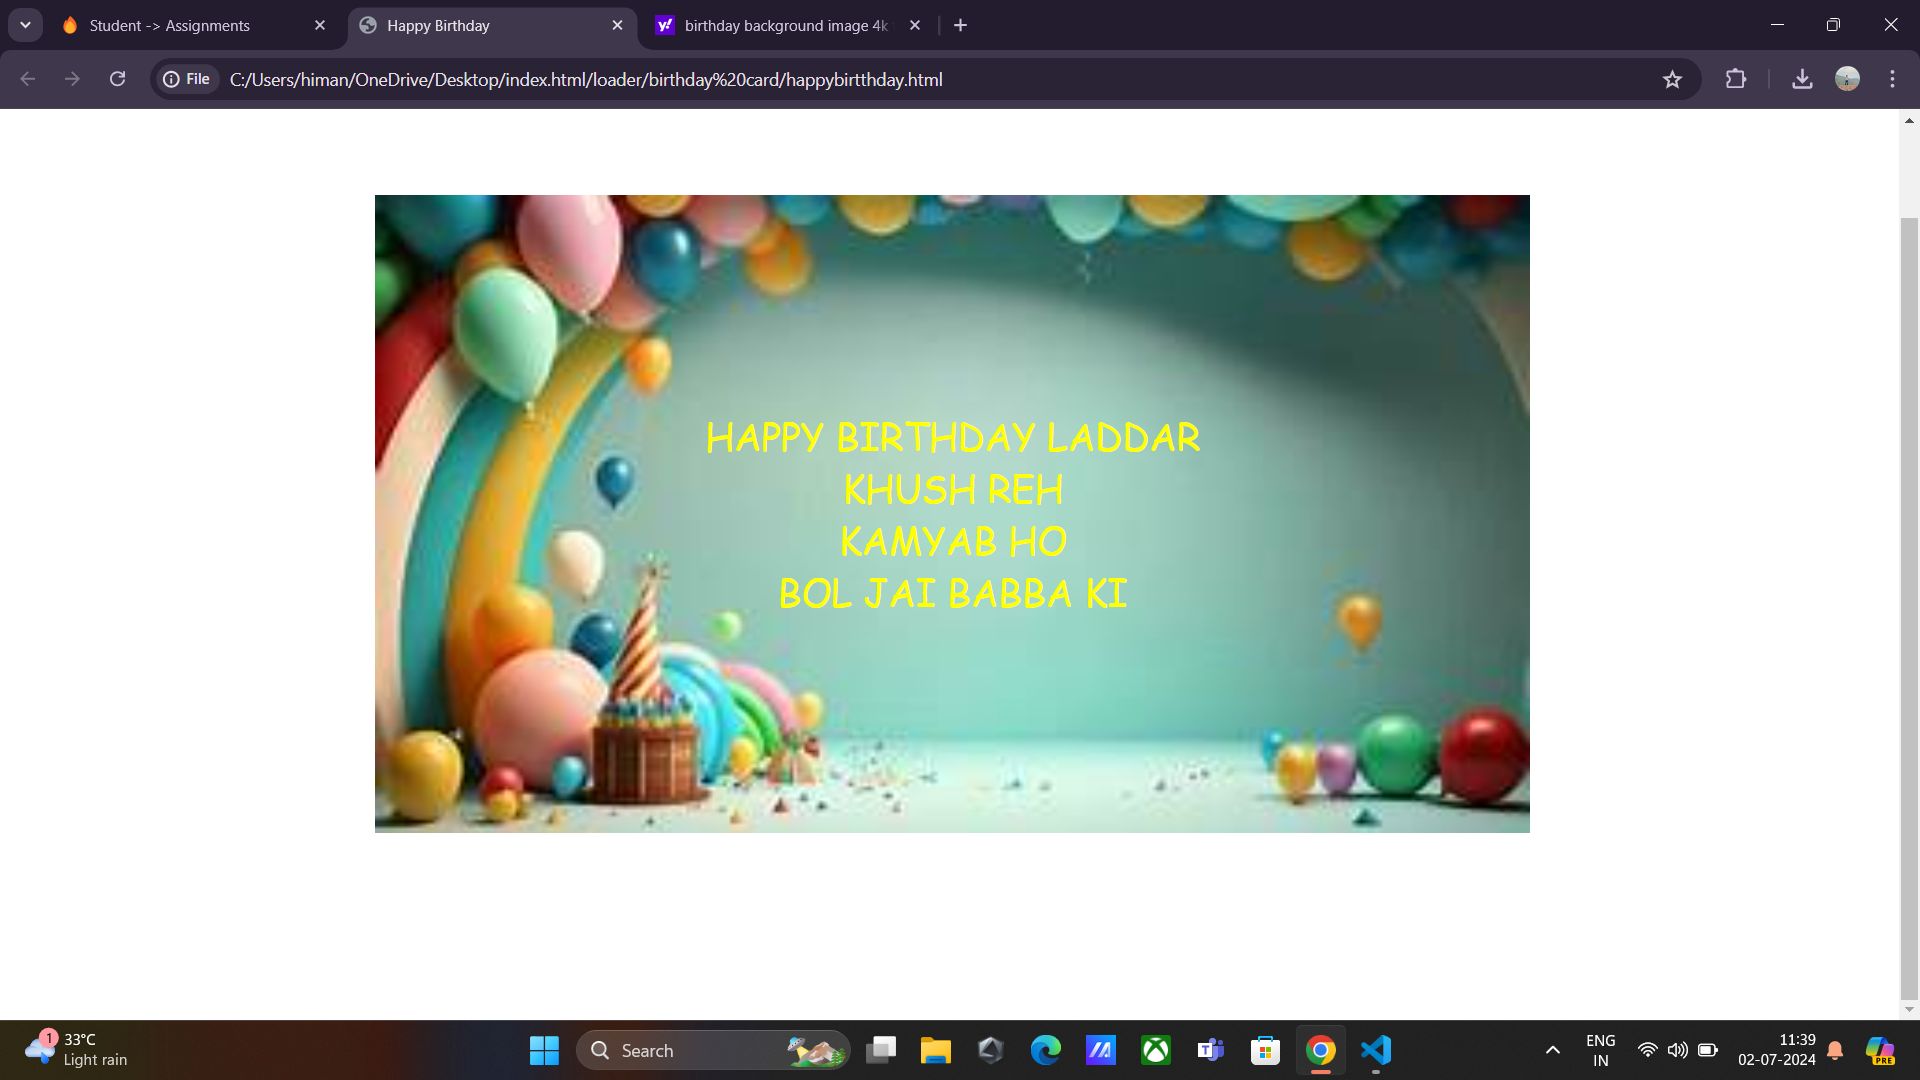 Student -> Assignments
Happy Birthday
birthday background image 4k
File
C:/Users/himan/OneDrive/Desktop/index.html/loader/birthday%20card/happybirtthday.html
HAPPY BIRTHDAY LADDAR
KHUSH REH
KAMYAB HO
BOL JAI BABBA KI
1
33°C
Light rain
Search
ENG
IN
11:39
02-07-2024
PRE